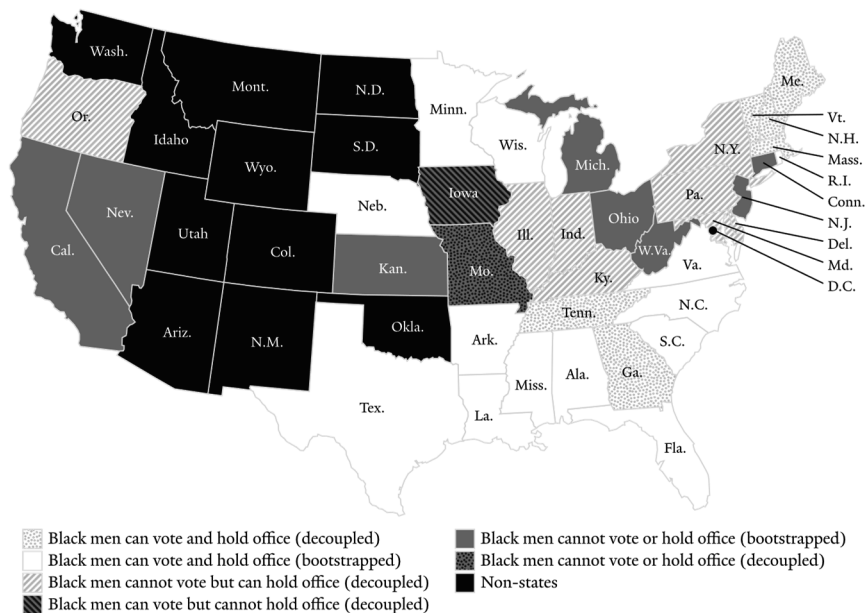 Wash.
Mont.
N.D.
Minn.
Me.
Or.
Idaho
Vt.
N.H.
S.D.
Wis.
N.Y.
Mass.
Wyo.
Mich.
R.I.
Conn.
Iowa
Pa.
N.J.
Neb.
Ohio
Nev.
Utah
Ill.
Ind.
Del.
Cal.
Col.
W.Va.
Md.
Kan.
Mo.
Ky.
Va.
D.C.
N.C.
Tenn.
Ariz.
N.M.
Okla.
Ark.
S.C.
Miss.
Ala.
Ga.
Tex.
La.
Fla.
Black men can vote and hold office (decoupled)
Black men can vote and hold office (bootstrapped)
Black men cannot vote but can hold office (decoupled)
Black men can vote but cannot hold office (decoupled)
Black men cannot vote or hold office (bootstrapped)
Black men cannot vote or hold office (decoupled)
Non-states